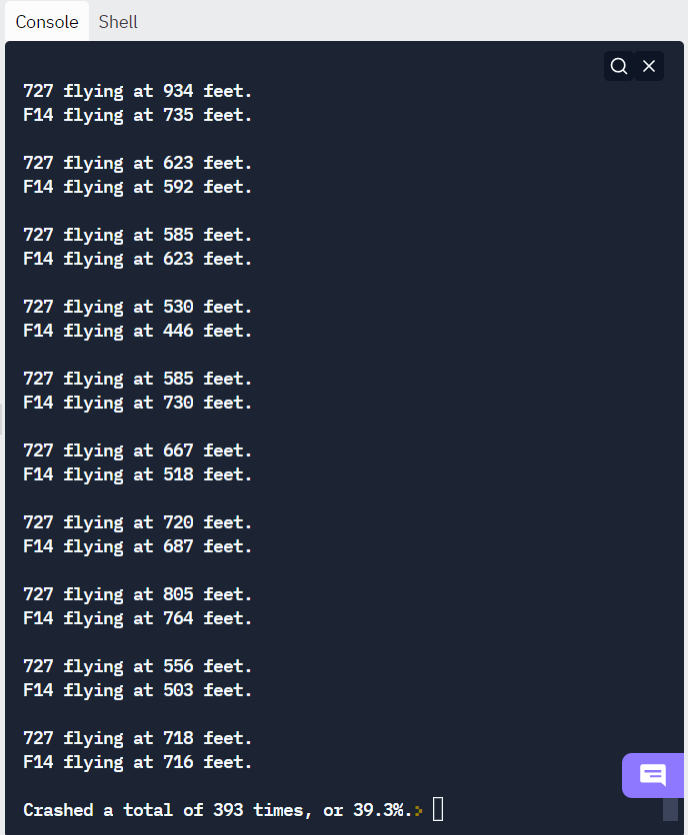 Console Shell
727 flying at 934 feet.
F14 flying at 735 feet.
727 flying at 623 feet.
F14 flying at 592 feet.
727 flying at 585 feet.
F14 flying at 623 feet.
727 flying at 530 feet.
F14 flying at 446 feet.
727 flying at 585 feet.
F14 flying at 730 feet.
727 flying at 667 feet.
F14 flying at 518 feet.
727 flying at 720 feet.
F14 flying at 687 feet.
727 flying at 805 feet.
F14 flying at 764 feet.
727 flying at 556 feet.
F14 flying at 503 feet.
727 flying at 718 feet.
F14 flying at 716 feet.
Crashed a total of 393 times, or 39.3%.>